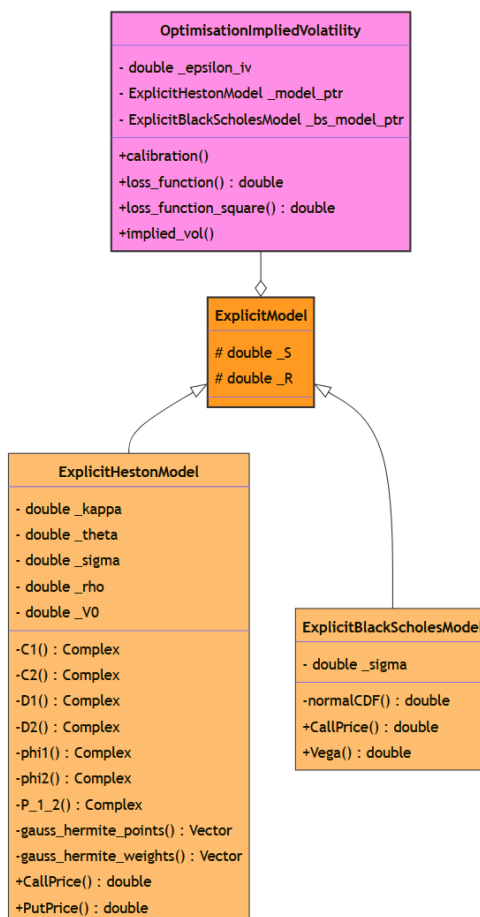 OptimisationImpliedVolatility
- double _epsilon_iv
- ExplicitHestonModel _model_ptr
- ExplicitBlackScholesModel _bs_model_ptr
+calibration()
+loss_function() : double
+loss_function_square() : double
+implied_vol()
ExplicitModel
# double _S
# double _R
ExplicitHestonModel
- double _kappa
- double _theta
- double _sigma
- double _rho
- double _V0
-C1() : Complex
-C2() : Complex
-D1() : Complex
-D2() : Complex
-phi1() : Complex
-phi2() : Complex
-P_1_2() : Complex
-gauss_hermite_points() : Vector
-gauss_hermite_weights() : Vector
+CallPrice() : double
+PutPrice() : double
ExplicitBlackScholesModel
- double _sigma
-normalCDF() : double
+CallPrice() : double
+Vega() : double